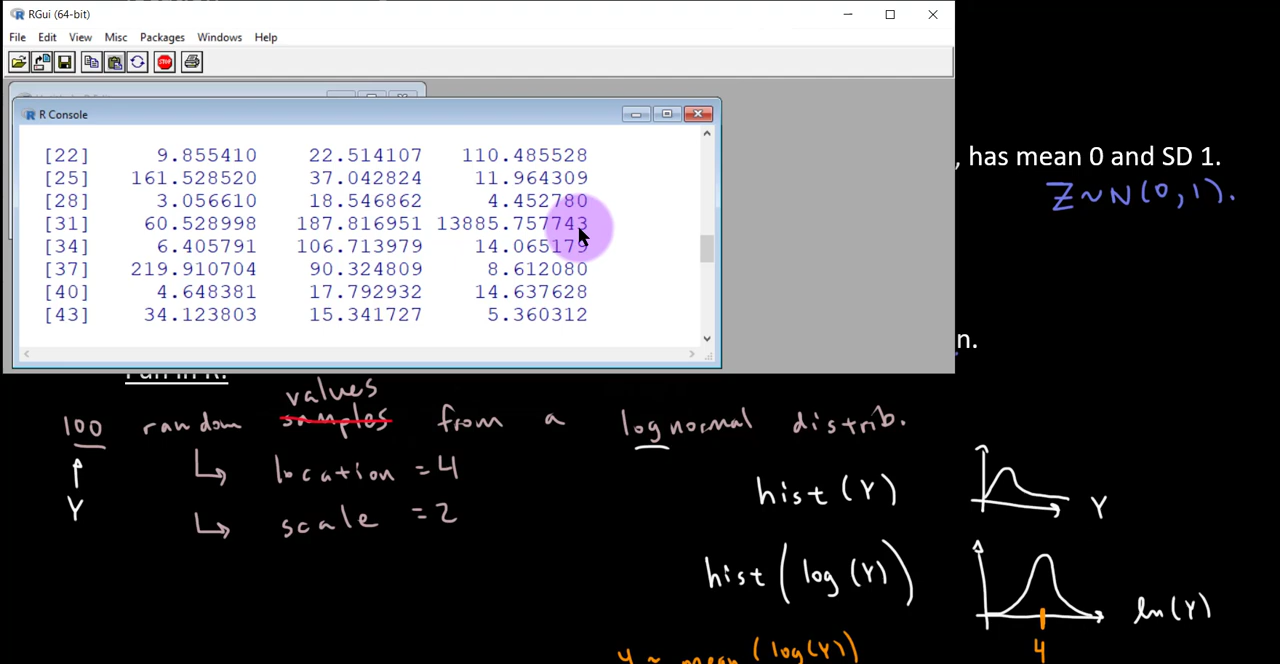 RGui (64-bit)
File Edit View Misc Packages Windows Help
R Console
[22] 9.855410 22.514107 110.485528
[25] 161.528520 37.042824 11.964309
[28] 3.056610 18.546862 4.452780
[31] 60.528998 187.816951 13885.757743
[34] 6.405791 106.713979 14.065179
[37] 219.910704 90.324809 8.612080
[40] 4.648381 17.792932 14.637628
[43] 34.123803 15.341727 5.360312
, has mean 0 and SD 1.
Z ~ N(0,1).
n.
values
100 random samples from a lognormal distrib.
Y
↳ location = 4
↳ scale = 2
hist (Y)
Y
hist (log (Y))
ln (Y)
4
mean (log(Y))